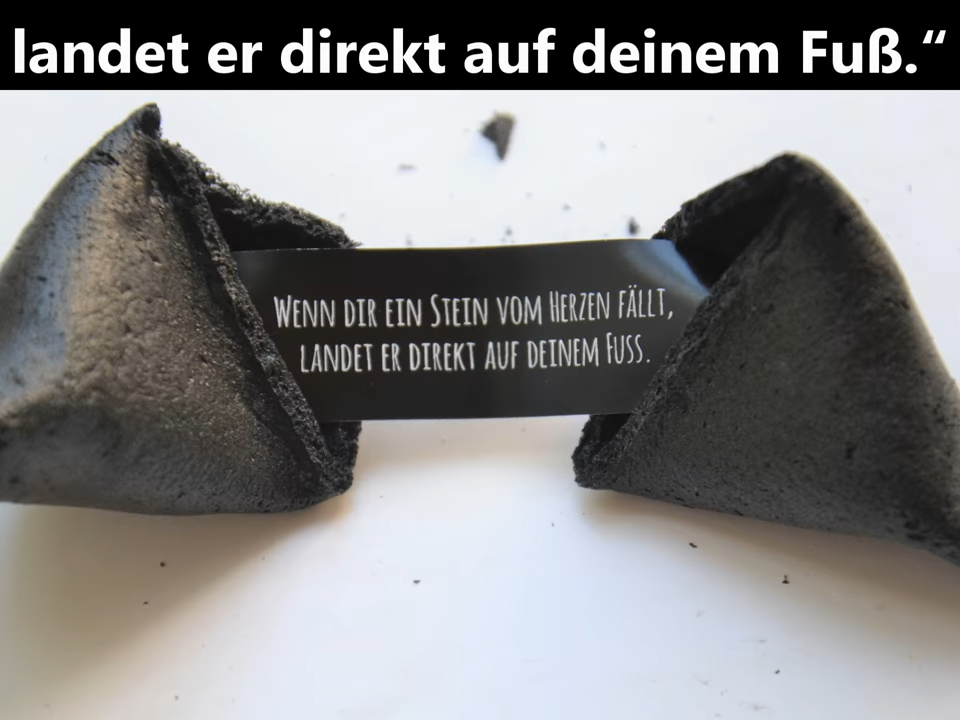 landet er direkt auf deinem Fuß.“
WENN DIR EIN STEIN VOM HERZEN FÄLLT,
LANDET ER DIREKT AUF DEINEM FUSS.